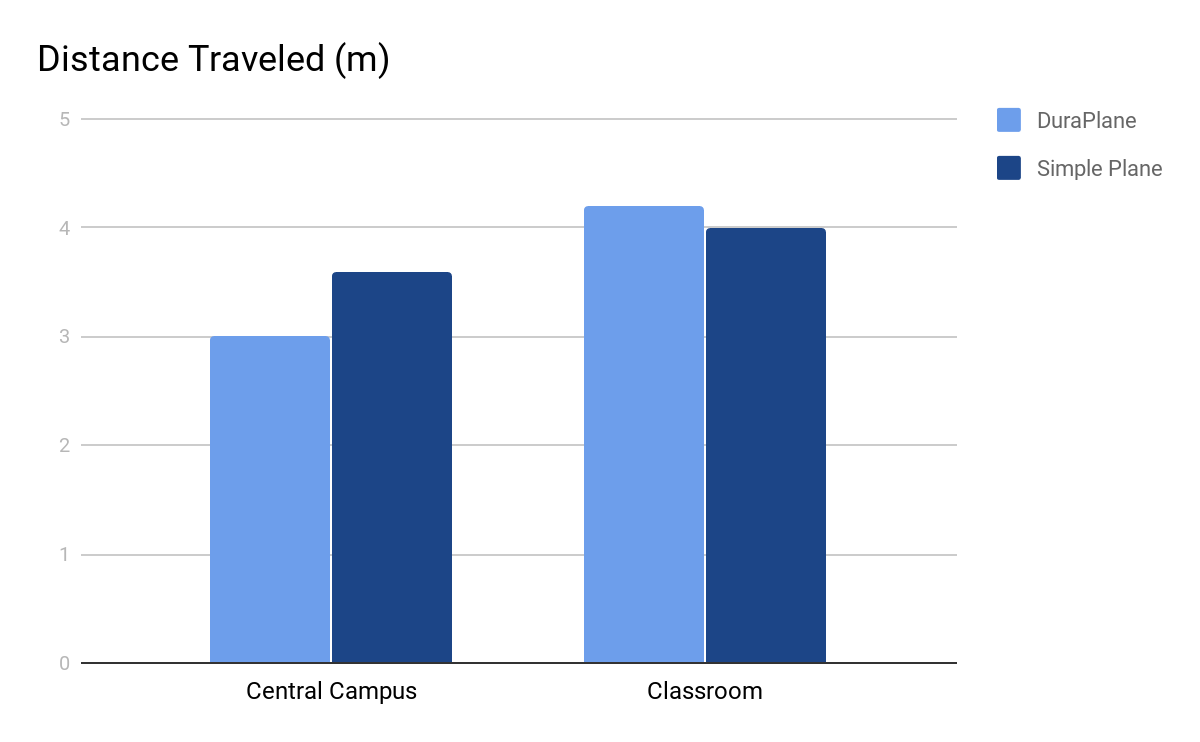 Distance Traveled (m)
5
4
3
2
1
0
Central Campus
Classroom
DuraPlane
Simple Plane